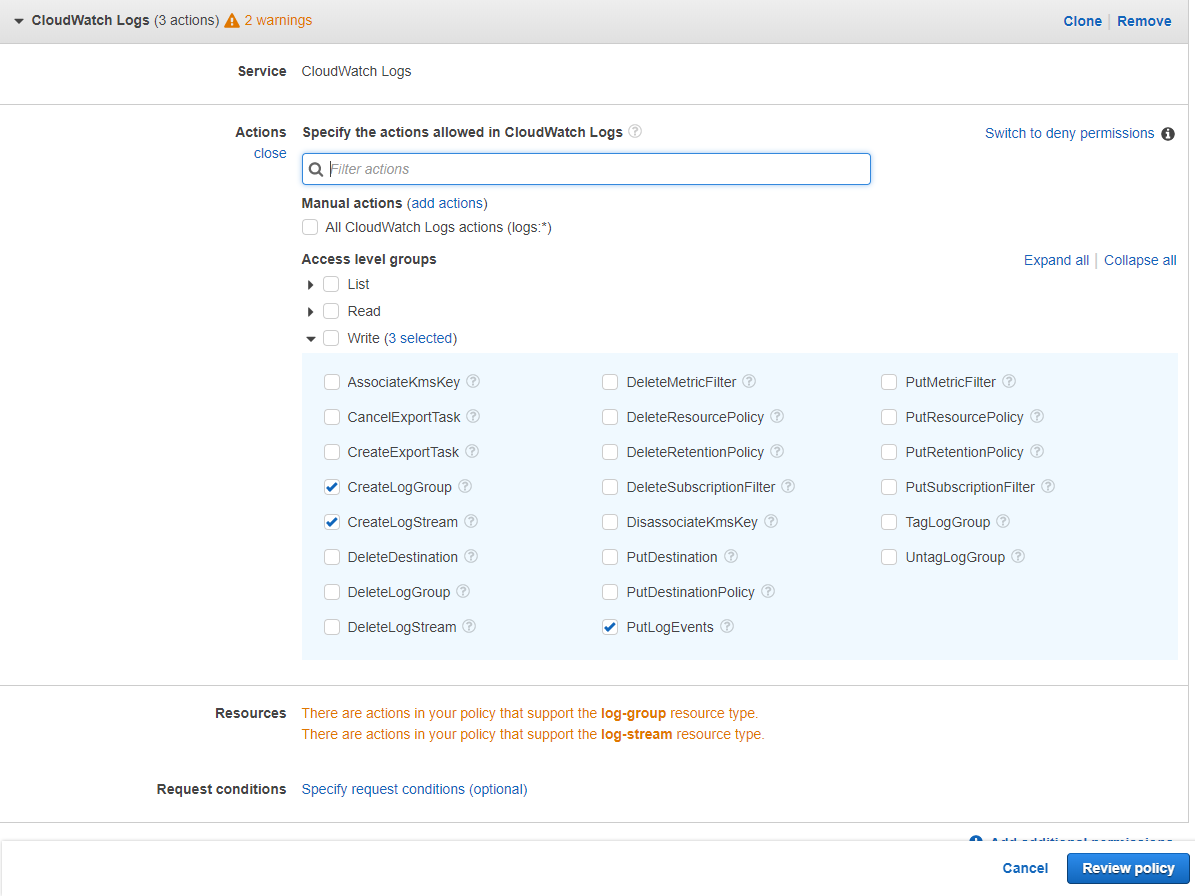 CloudWatch Logs (3 actions) 2 warnings Clone Remove
Service CloudWatch Logs
Actions Specify the actions allowed in CloudWatch Logs ? Switch to deny permissions i
close
Filter actions
Manual actions (add actions)
All CloudWatch Logs actions (logs:*)
Access level groups Expand all Collapse all
List
Read
Write (3 selected)
AssociateKmsKey ? DeleteMetricFilter ? PutMetricFilter ?
CancelExportTask ? DeleteResourcePolicy ? PutResourcePolicy ?
CreateExportTask ? DeleteRetentionPolicy ? PutRetentionPolicy ?
CreateLogGroup ? DeleteSubscriptionFilter ? PutSubscriptionFilter ?
CreateLogStream ? DisassociateKmsKey ? TagLogGroup ?
DeleteDestination ? PutDestination ? UntagLogGroup ?
DeleteLogGroup ? PutDestinationPolicy ?
DeleteLogStream ? PutLogEvents ?
Resources There are actions in your policy that support the log-group resource type.
There are actions in your policy that support the log-stream resource type.
Request conditions Specify request conditions (optional)
Add additional permissions
Cancel Review policy